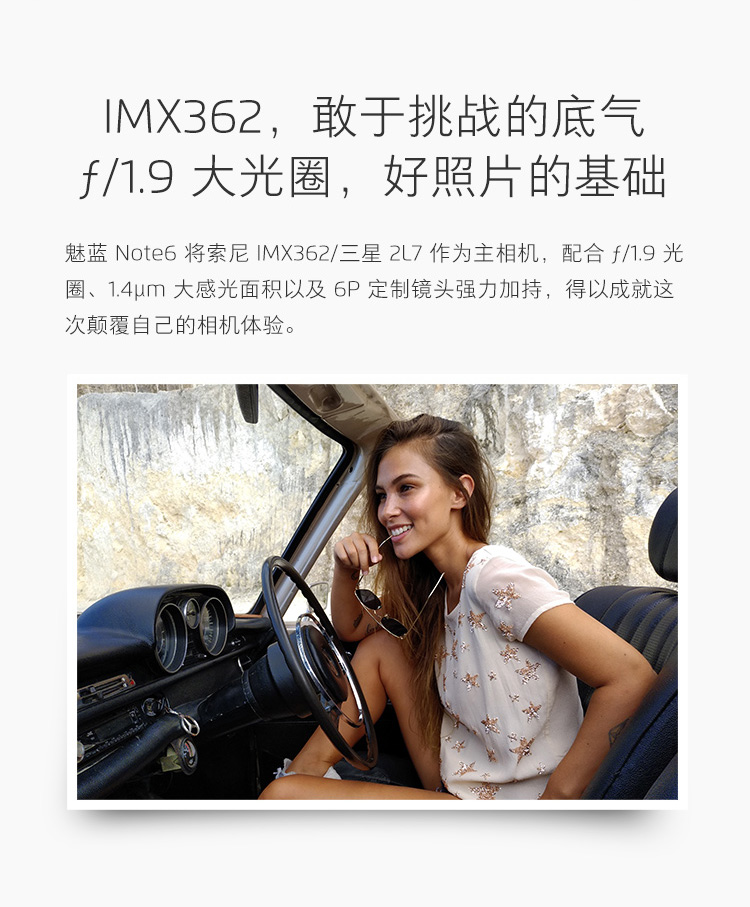 IMX362，敢于挑战的底气
ƒ/1.9 大光圈，好照片的基础
魅蓝 Note6 将索尼 IMX362/三星 2L7 作为主相机，配合 ƒ/1.9 光
圈、1.4μm 大感光面积以及 6P 定制镜头强力加持，得以成就这
次颠覆自己的相机体验。